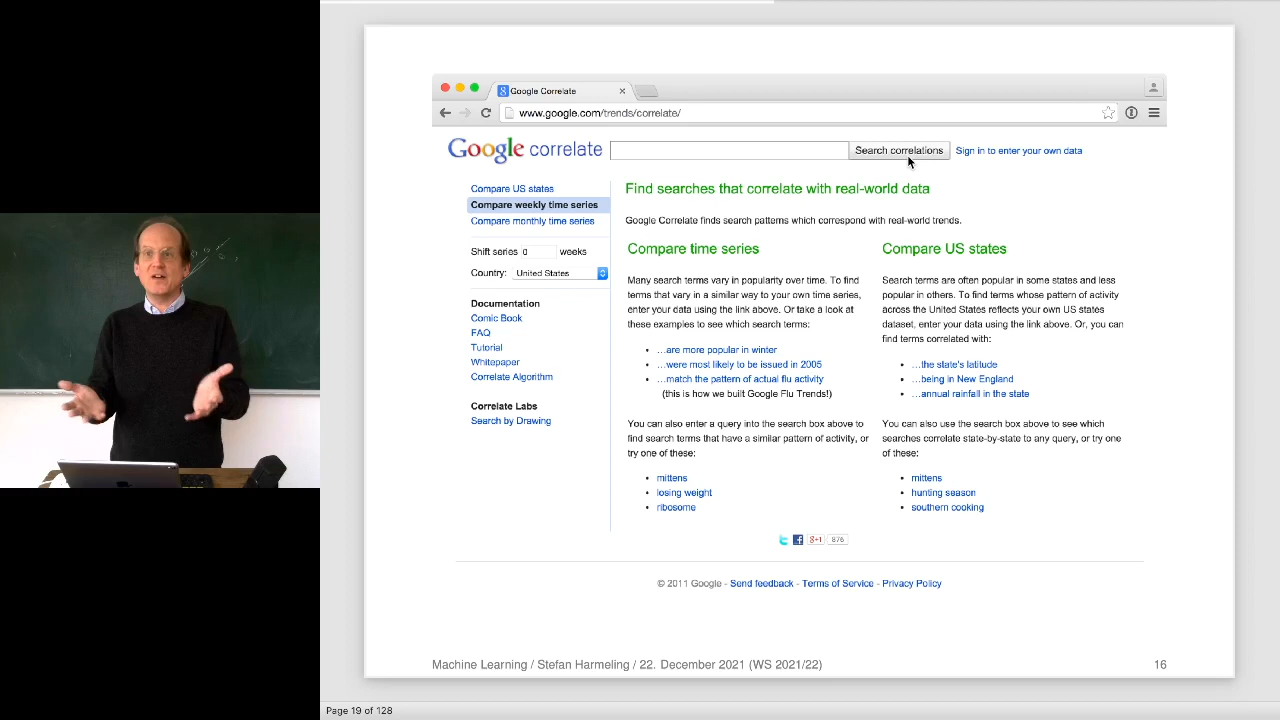 Google Correlate
www.google.com/trends/correlate/
Google correlate
Search correlations
Sign in to enter your own data
Compare US states
Compare weekly time series
Compare monthly time series
Shift series 0 weeks
Country: United States
Documentation
Comic Book
FAQ
Tutorial
Whitepaper
Correlate Algorithm
Correlate Labs
Search by Drawing
Find searches that correlate with real-world data
Google Correlate finds search patterns which correspond with real-world trends.
Compare time series
Many search terms vary in popularity over time. To find
terms that vary in a similar way to your own time series,
enter your data using the link above. Or take a look at
these examples to see which search terms:
• ...are more popular in winter
• ...were most likely to be issued in 2005
• ...match the pattern of actual flu activity
(this is how we built Google Flu Trends!)
You can also enter a query into the search box above to
find search terms that have a similar pattern of activity, or
try one of these:
• mittens
• losing weight
• ribosome
Compare US states
Search terms are often popular in some states and less
popular in others. To find terms whose pattern of activity
across the United States reflects your own US states
dataset, enter your data using the link above. Or, you can
find terms correlated with:
• ...the state's latitude
• ...being in New England
• ...annual rainfall in the state
You can also use the search box above to see which
searches correlate state-by-state to any query, or try one
of these:
• mittens
• hunting season
• southern cooking
g+1 876
© 2011 Google - Send feedback - Terms of Service - Privacy Policy
Machine Learning / Stefan Harmeling / 22. December 2021 (WS 2021/22)
16
Page 19 of 128